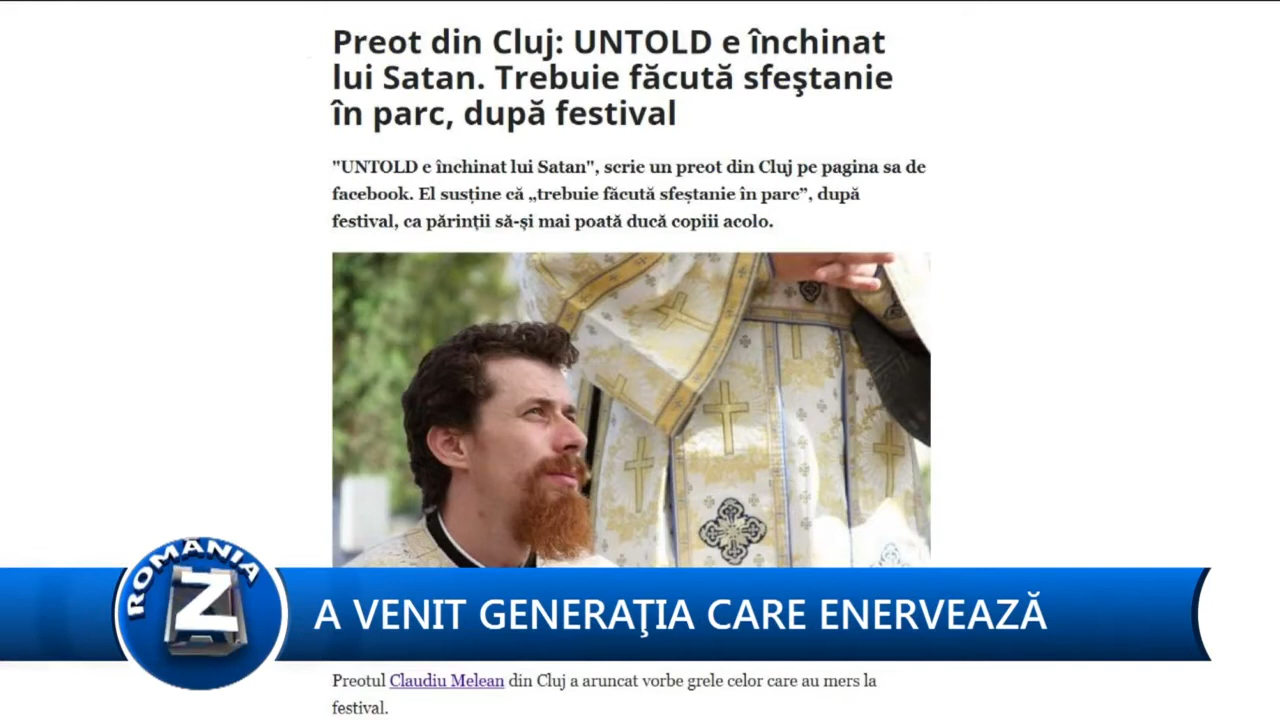 Preot din Cluj: UNTOLD e închinat
lui Satan. Trebuie făcută sfeştanie
în parc, după festival
"UNTOLD e închinat lui Satan", scrie un preot din Cluj pe pagina sa de
facebook. El susține că „trebuie făcută sfeștanie în parc”, după
festival, ca părinții să-și mai poată ducă copiii acolo.
ROMÂNIA
Z
A VENIT GENERAŢIA CARE ENERVEAZĂ
Preotul Claudiu Melean din Cluj a aruncat vorbe grele celor care au mers la
festival.